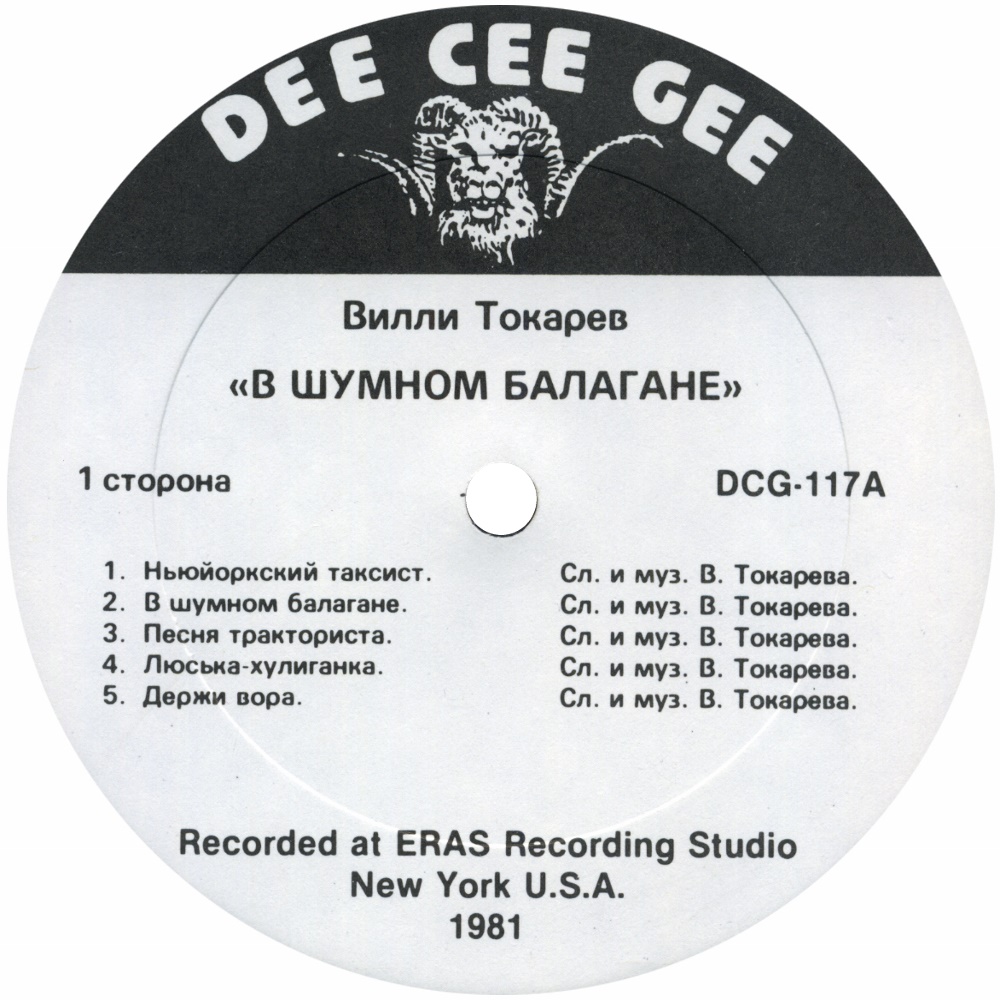 DEE CEE GEE
Вилли Токарев
«В ШУМНОМ БАЛАГАНЕ»
1 сторона DCG-117A
1. Ньюйоркский таксист. Сл. и муз. В. Токарева.
2. В шумном балагане. Сл. и муз. В. Токарева.
3. Песня тракториста. Сл. и муз. В. Токарева.
4. Люська-хулиганка. Сл. и муз. В. Токарева.
5. Держи вора. Сл. и муз. В. Токарева.
Recorded at ERAS Recording Studio
New York U.S.A.
1981